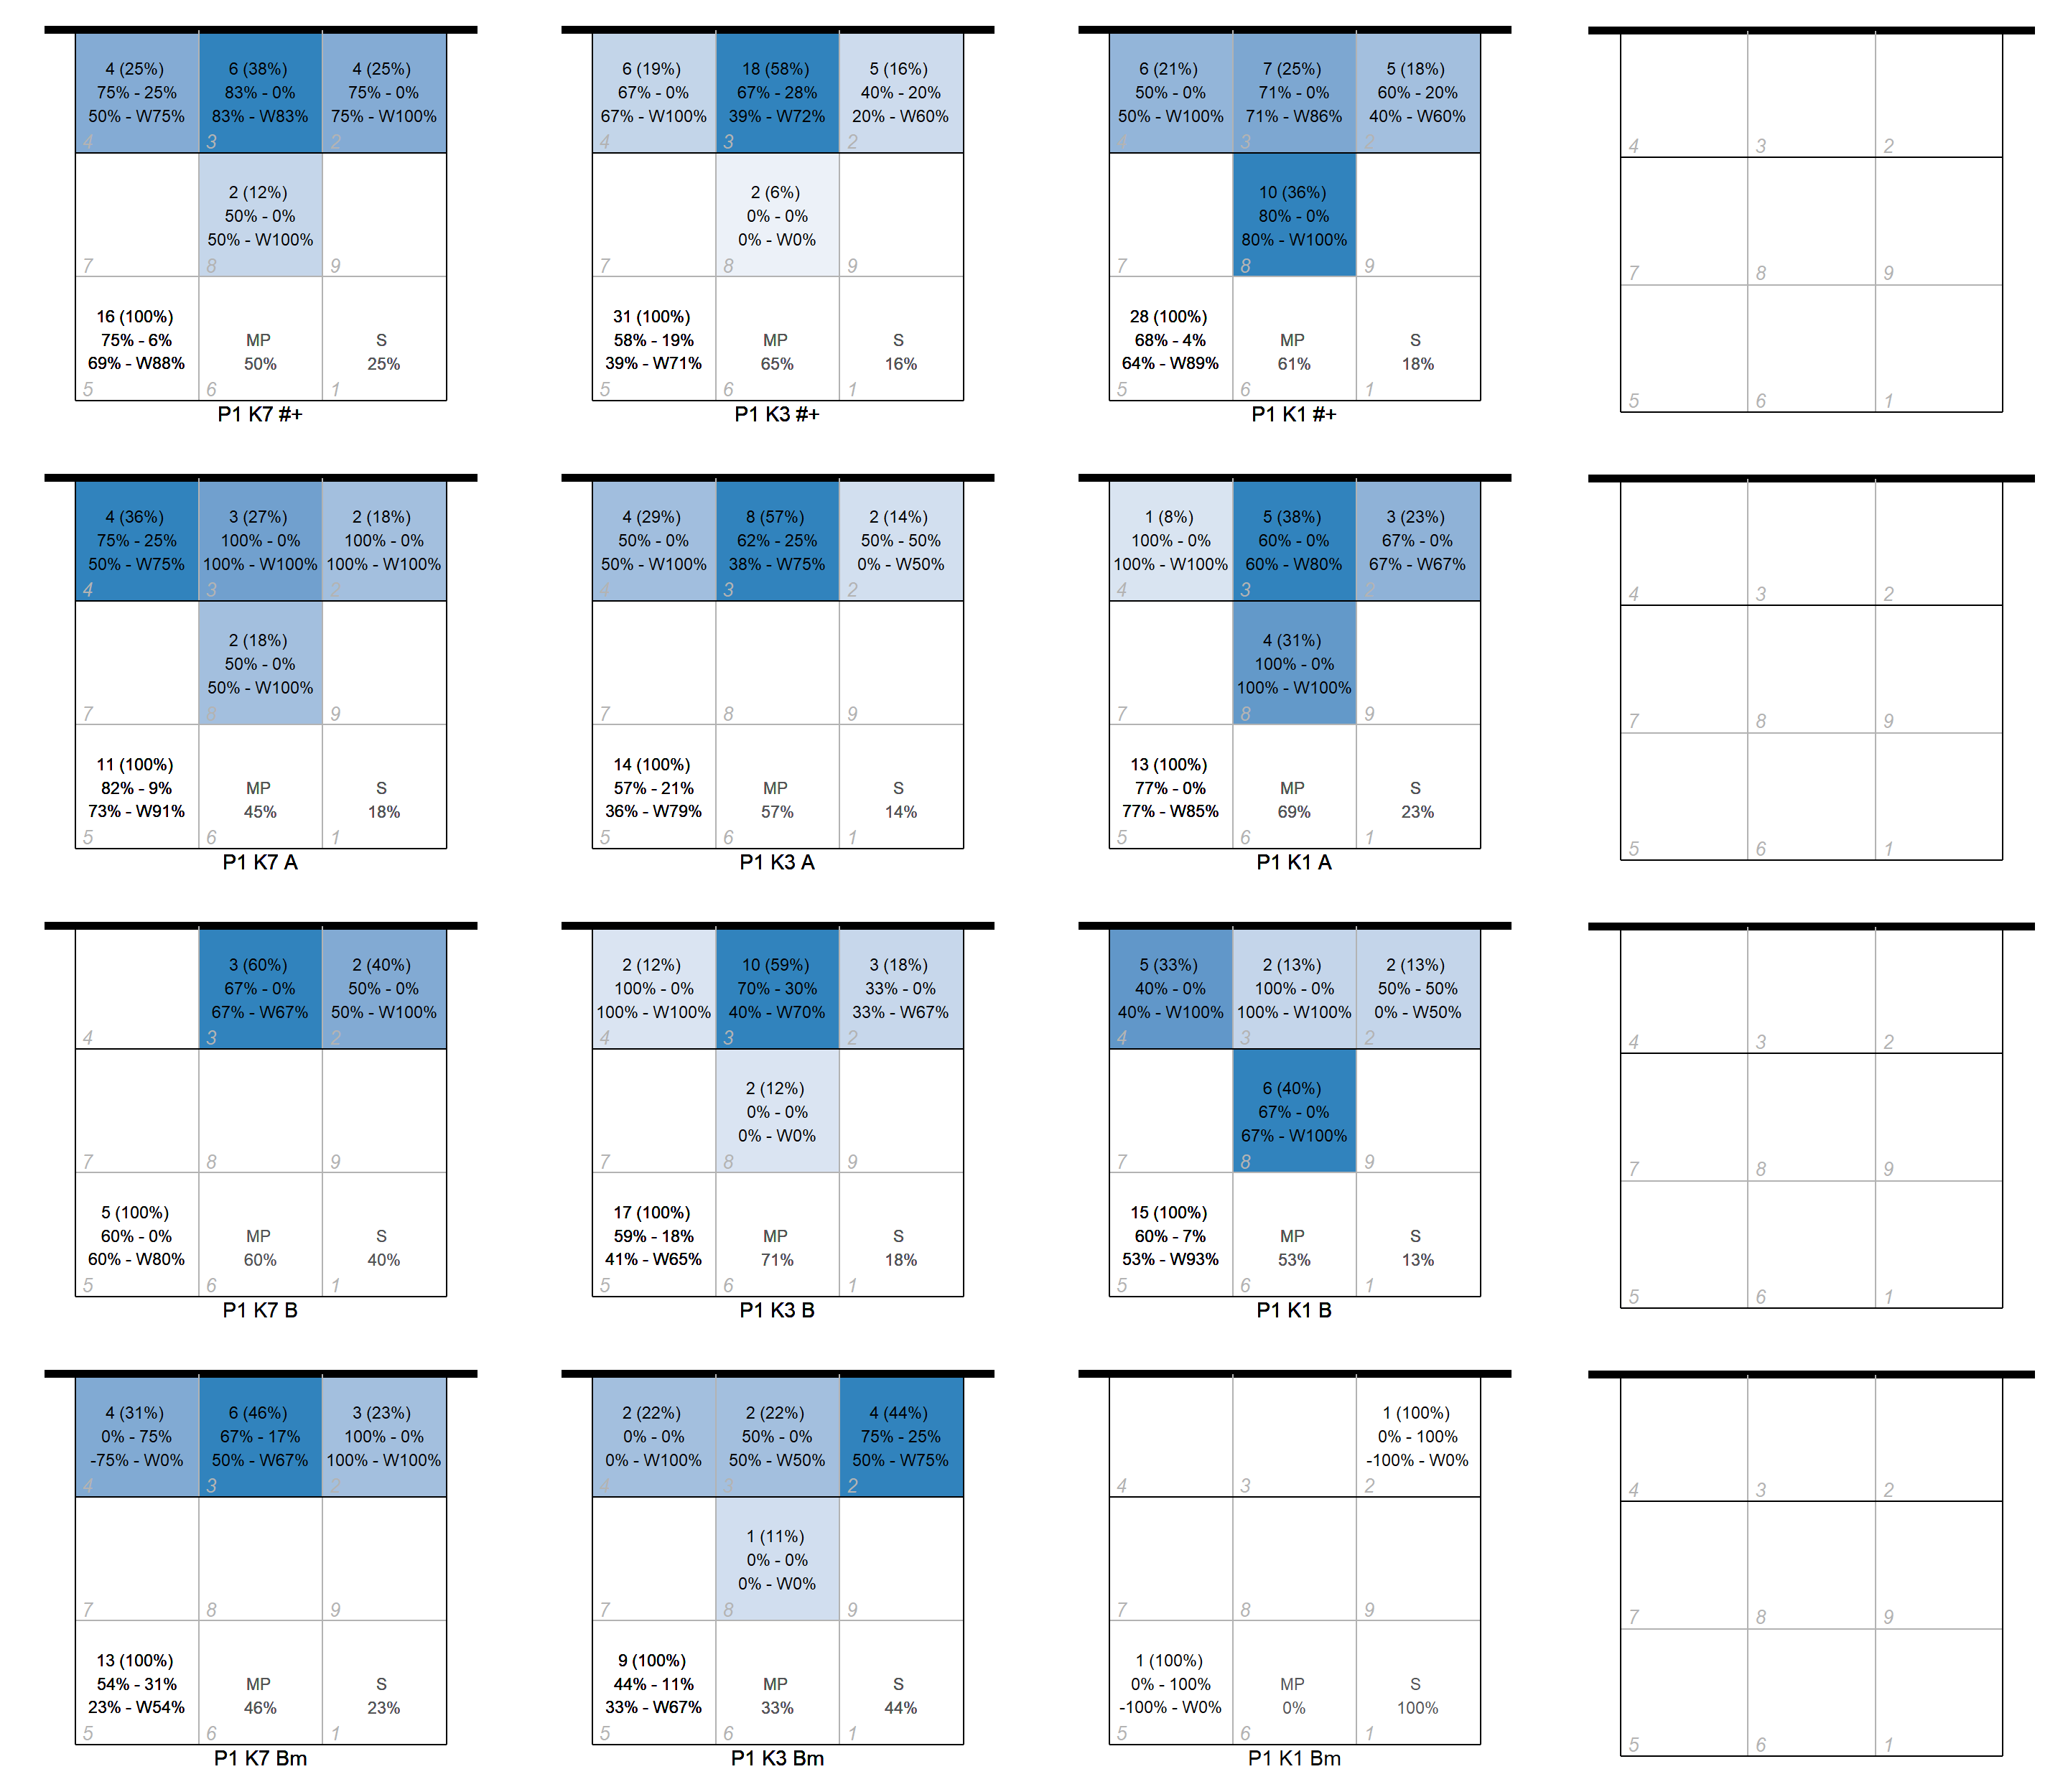 4 (25%) 6 (38%) 4 (25%)
75% - 25% 83% - 0% 75% - 0%
50% - W75% 83% - W83% 75% - W100%
4 3 2
2 (12%)
50% - 0%
50% - W100%
7 8 9
16 (100%)
75% - 6% MP S
69% - W88% 50% 25%
5 6 1
P1 K7 #+
6 (19%) 18 (58%) 5 (16%)
67% - 0% 67% - 28% 40% - 20%
67% - W100% 39% - W72% 20% - W60%
4 3 2
2 (6%)
0% - 0%
0% - W0%
7 8 9
31 (100%)
58% - 19% MP S
39% - W71% 65% 16%
5 6 1
P1 K3 #+
6 (21%) 7 (25%) 5 (18%)
50% - 0% 71% - 0% 60% - 20%
50% - W100% 71% - W86% 40% - W60%
4 3 2
10 (36%)
80% - 0%
80% - W100%
7 8 9
28 (100%)
68% - 4% MP S
64% - W89% 61% 18%
5 6 1
P1 K1 #+
4 3 2
7 8 9
5 6 1
4 (36%) 3 (27%) 2 (18%)
75% - 25% 100% - 0% 100% - 0%
50% - W75% 100% - W100% 100% - W100%
4 3 2
2 (18%)
50% - 0%
50% - W100%
7 8 9
11 (100%)
82% - 9% MP S
73% - W91% 45% 18%
5 6 1
P1 K7 A
4 (29%) 8 (57%) 2 (14%)
50% - 0% 62% - 25% 50% - 50%
50% - W100% 38% - W75% 0% - W50%
4 3 2
7 8 9
14 (100%)
57% - 21% MP S
36% - W79% 57% 14%
5 6 1
P1 K3 A
1 (8%) 5 (38%) 3 (23%)
100% - 0% 60% - 0% 67% - 0%
100% - W100% 60% - W80% 67% - W67%
4 3 2
4 (31%)
100% - 0%
100% - W100%
7 8 9
13 (100%)
77% - 0% MP S
77% - W85% 69% 23%
5 6 1
P1 K1 A
4 3 2
7 8 9
5 6 1
3 (60%) 2 (40%)
67% - 0% 50% - 0%
67% - W67% 50% - W100%
4 3 2
7 8 9
5 (100%)
60% - 0% MP S
60% - W80% 60% 40%
5 6 1
P1 K7 B
2 (12%) 10 (59%) 3 (18%)
100% - 0% 70% - 30% 33% - 0%
100% - W100% 40% - W70% 33% - W67%
4 3 2
2 (12%)
0% - 0%
0% - W0%
7 8 9
17 (100%)
59% - 18% MP S
41% - W65% 71% 18%
5 6 1
P1 K3 B
5 (33%) 2 (13%) 2 (13%)
40% - 0% 100% - 0% 50% - 50%
40% - W100% 100% - W100% 0% - W50%
4 3 2
6 (40%)
67% - 0%
67% - W100%
7 8 9
15 (100%)
60% - 7% MP S
53% - W93% 53% 13%
5 6 1
P1 K1 B
4 3 2
7 8 9
5 6 1
4 (31%) 6 (46%) 3 (23%)
0% - 75% 67% - 17% 100% - 0%
-75% - W0% 50% - W67% 100% - W100%
4 3 2
7 8 9
13 (100%)
54% - 31% MP S
23% - W54% 46% 23%
5 6 1
P1 K7 Bm
2 (22%) 2 (22%) 4 (44%)
0% - 0% 50% - 0% 75% - 25%
0% - W100% 50% - W50% 50% - W75%
4 3 2
1 (11%)
0% - 0%
0% - W0%
7 8 9
9 (100%)
44% - 11% MP S
33% - W67% 33% 44%
5 6 1
P1 K3 Bm
1 (100%)
0% - 100%
-100% - W0%
4 3 2
7 8 9
1 (100%)
0% - 100% MP S
-100% - W0% 0% 100%
5 6 1
P1 K1 Bm
4 3 2
7 8 9
5 6 1